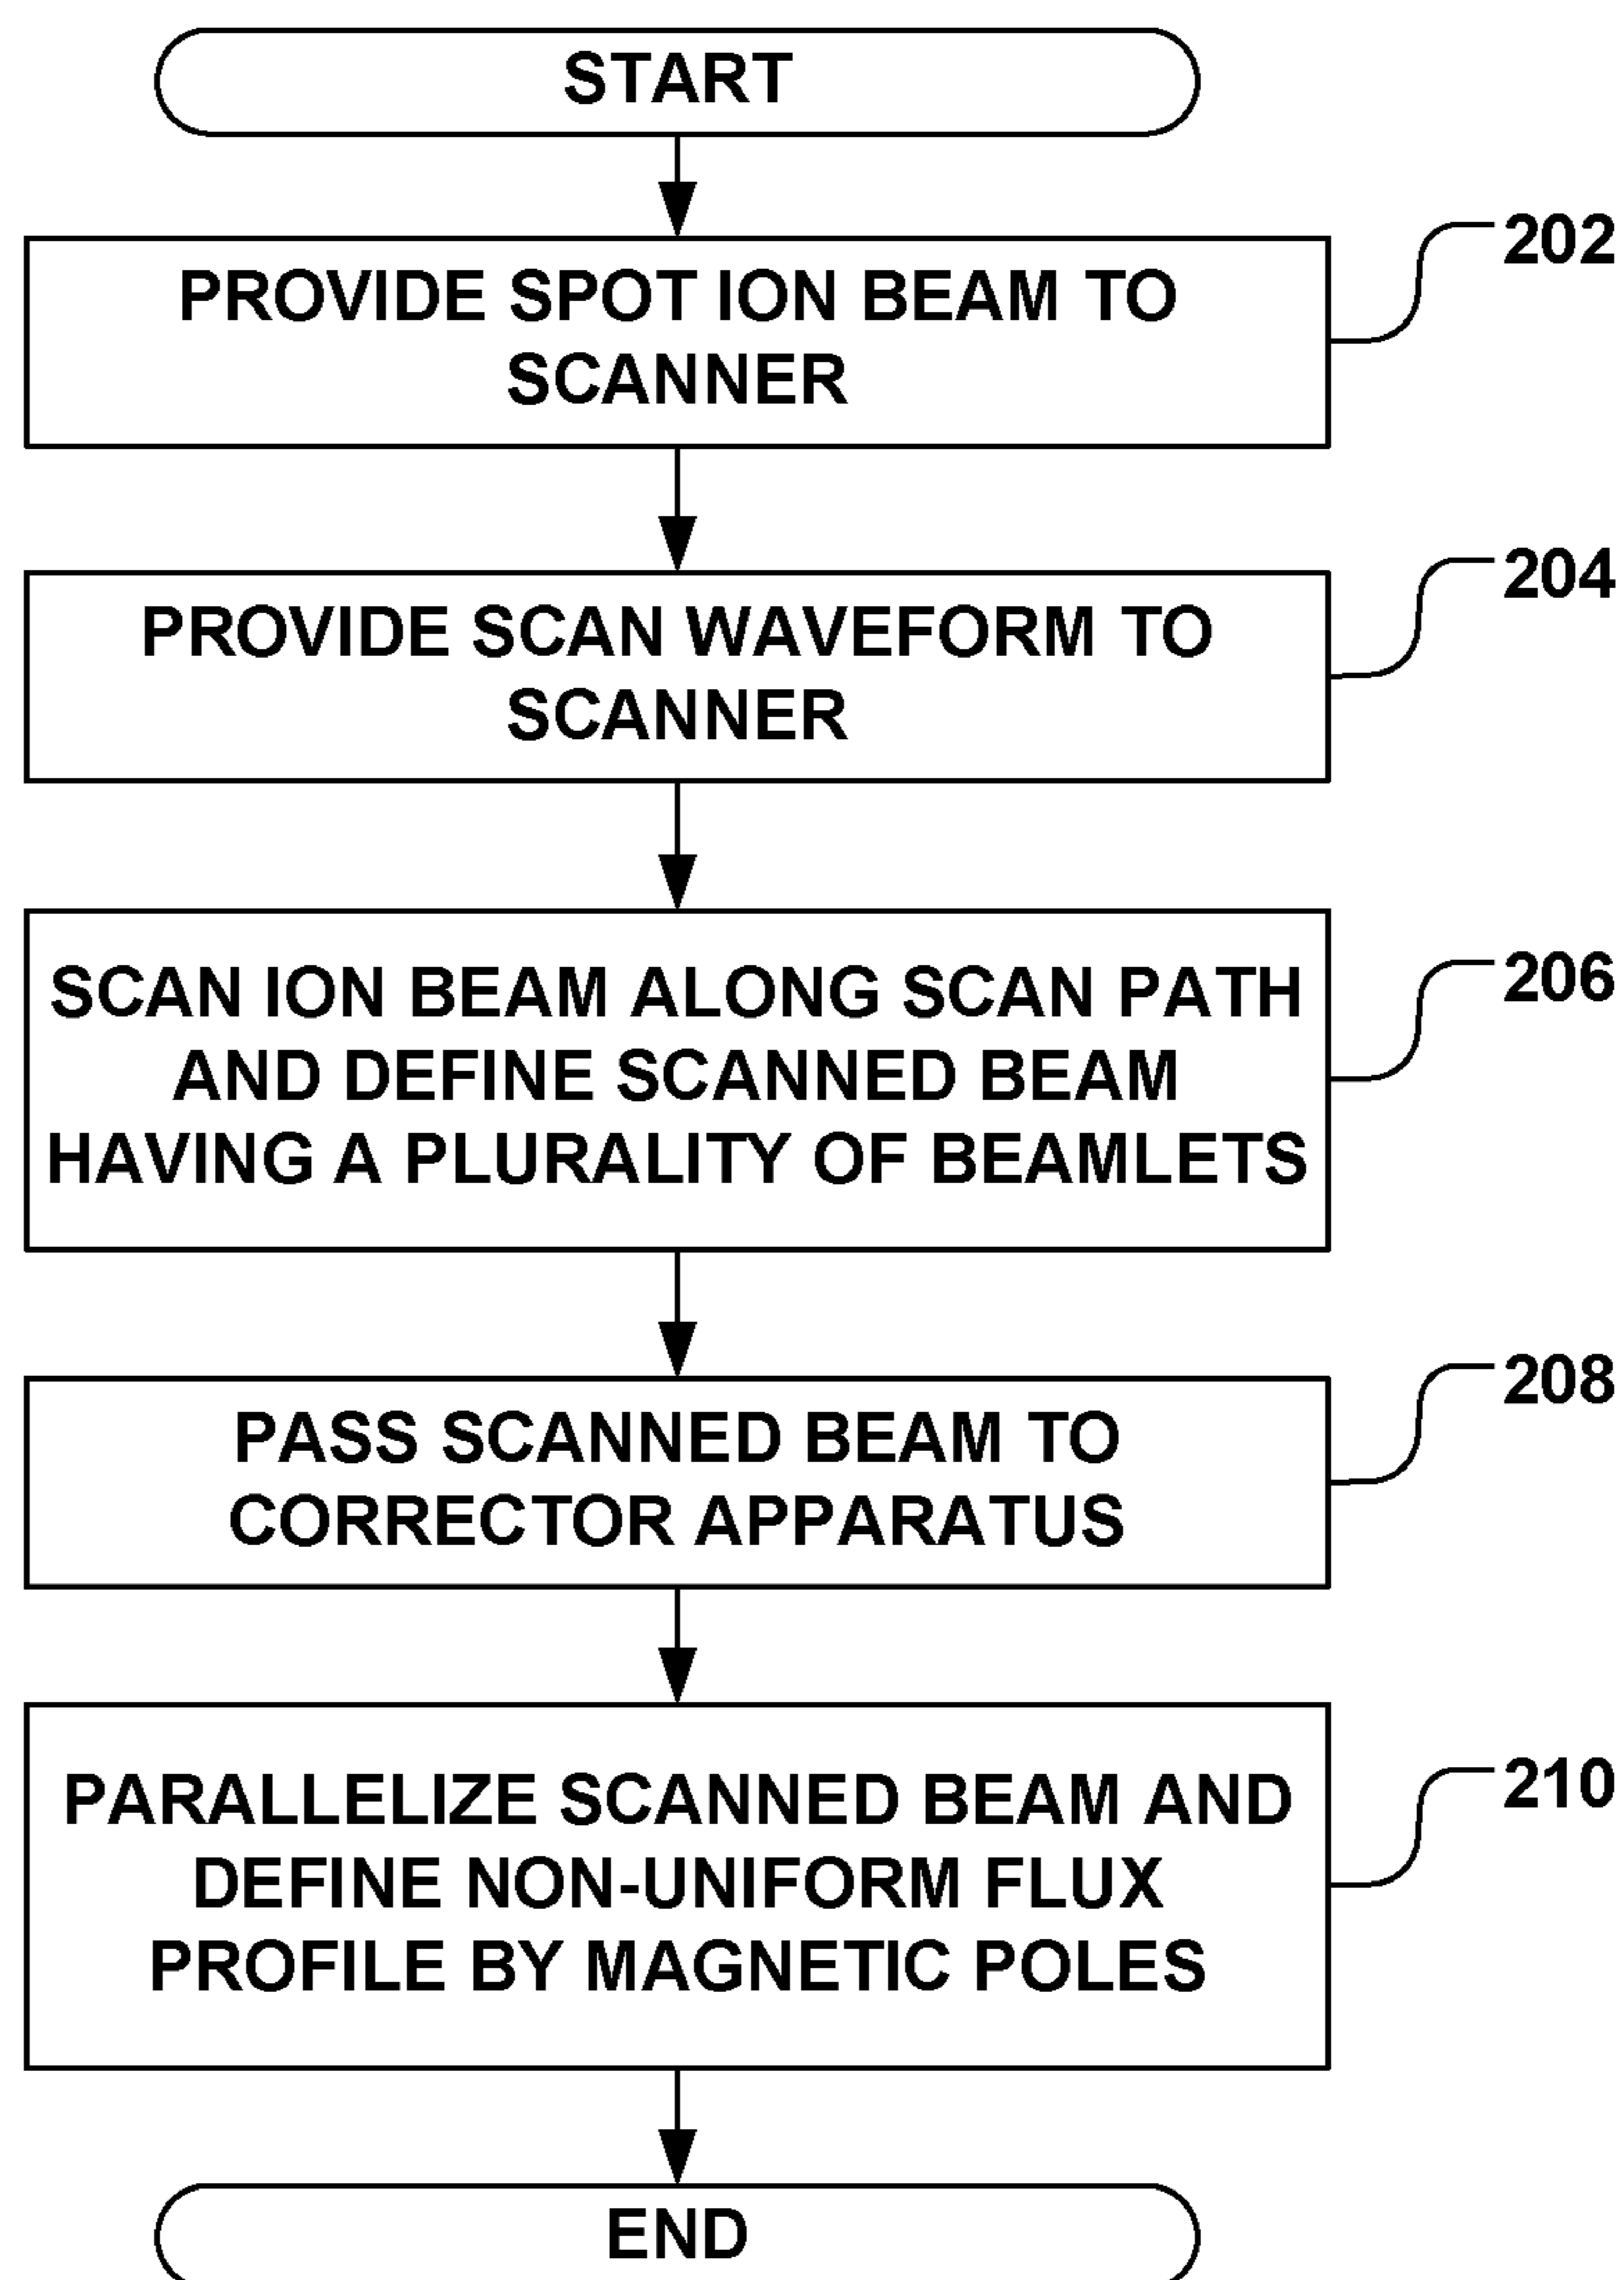 START
202
PROVIDE SPOT ION BEAM TO
SCANNER
204
PROVIDE SCAN WAVEFORM TO
SCANNER
206
SCAN ION BEAM ALONG SCAN PATH
AND DEFINE SCANNED BEAM
HAVING A PLURALITY OF BEAMLETS
208
PASS SCANNED BEAM TO
CORRECTOR APPARATUS
210
PARALLELIZE SCANNED BEAM AND
DEFINE NON-UNIFORM FLUX
PROFILE BY MAGNETIC POLES
END